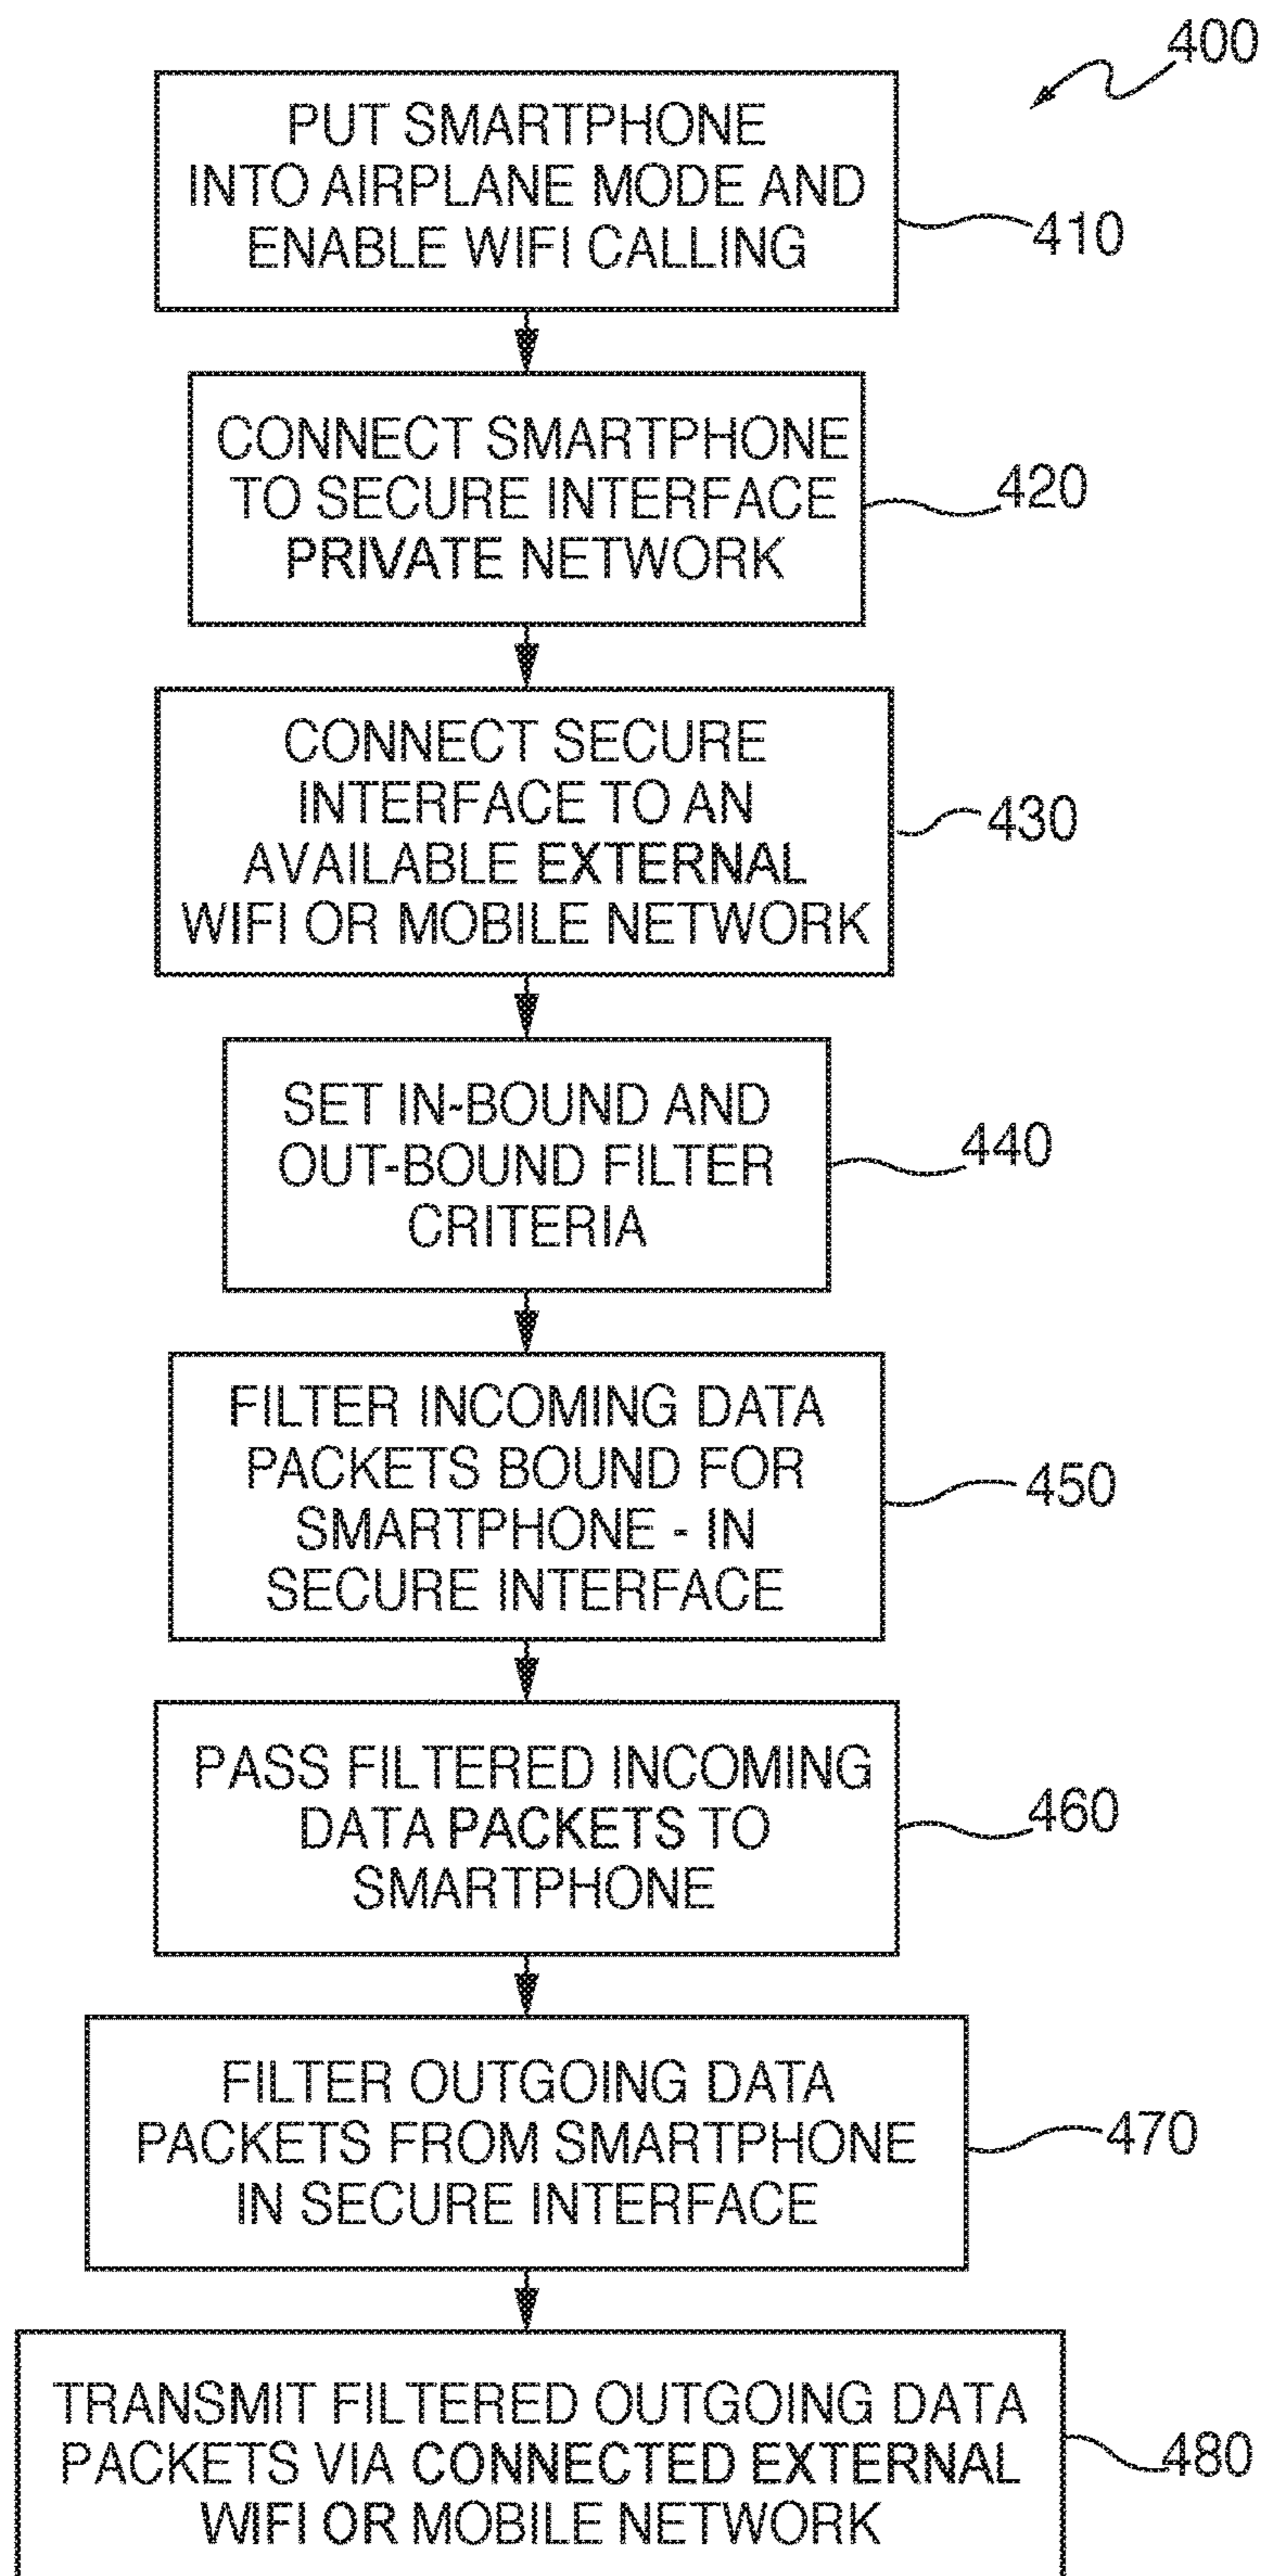 400
PUT SMARTPHONE
INTO AIRPLANE MODE AND
ENABLE WIFI CALLING
410
CONNECT SMARTPHONE
TO SECURE INTERFACE
PRIVATE NETWORK
420
CONNECT SECURE
INTERFACE TO AN
AVAILABLE EXTERNAL
WIFI OR MOBILE NETWORK
430
SET IN-BOUND AND
OUT-BOUND FILTER
CRITERIA
440
FILTER INCOMING DATA
PACKETS BOUND FOR
SMARTPHONE - IN
SECURE INTERFACE
450
PASS FILTERED INCOMING
DATA PACKETS TO
SMARTPHONE
460
FILTER OUTGOING DATA
PACKETS FROM SMARTPHONE
IN SECURE INTERFACE
470
TRANSMIT FILTERED OUTGOING DATA
PACKETS VIA CONNECTED EXTERNAL
WIFI OR MOBILE NETWORK
480